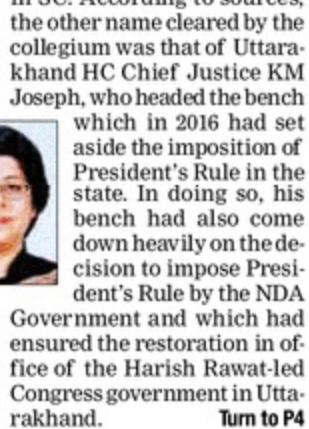 in SC. According to sources,
the other name cleared by the
collegium was that of Uttara-
khand HC Chief Justice KM
Joseph, who headed the bench
which in 2016 had set
aside the imposition of
President's Rule in the
state. In doing so, his
bench had also come
down heavily on the de-
cision to impose Presi-
dent's Rule by the NDA
Government and which had
ensured the restoration in of-
fice of the Harish Rawat-led
Congress government in Utta-
rakhand. Turn to P4